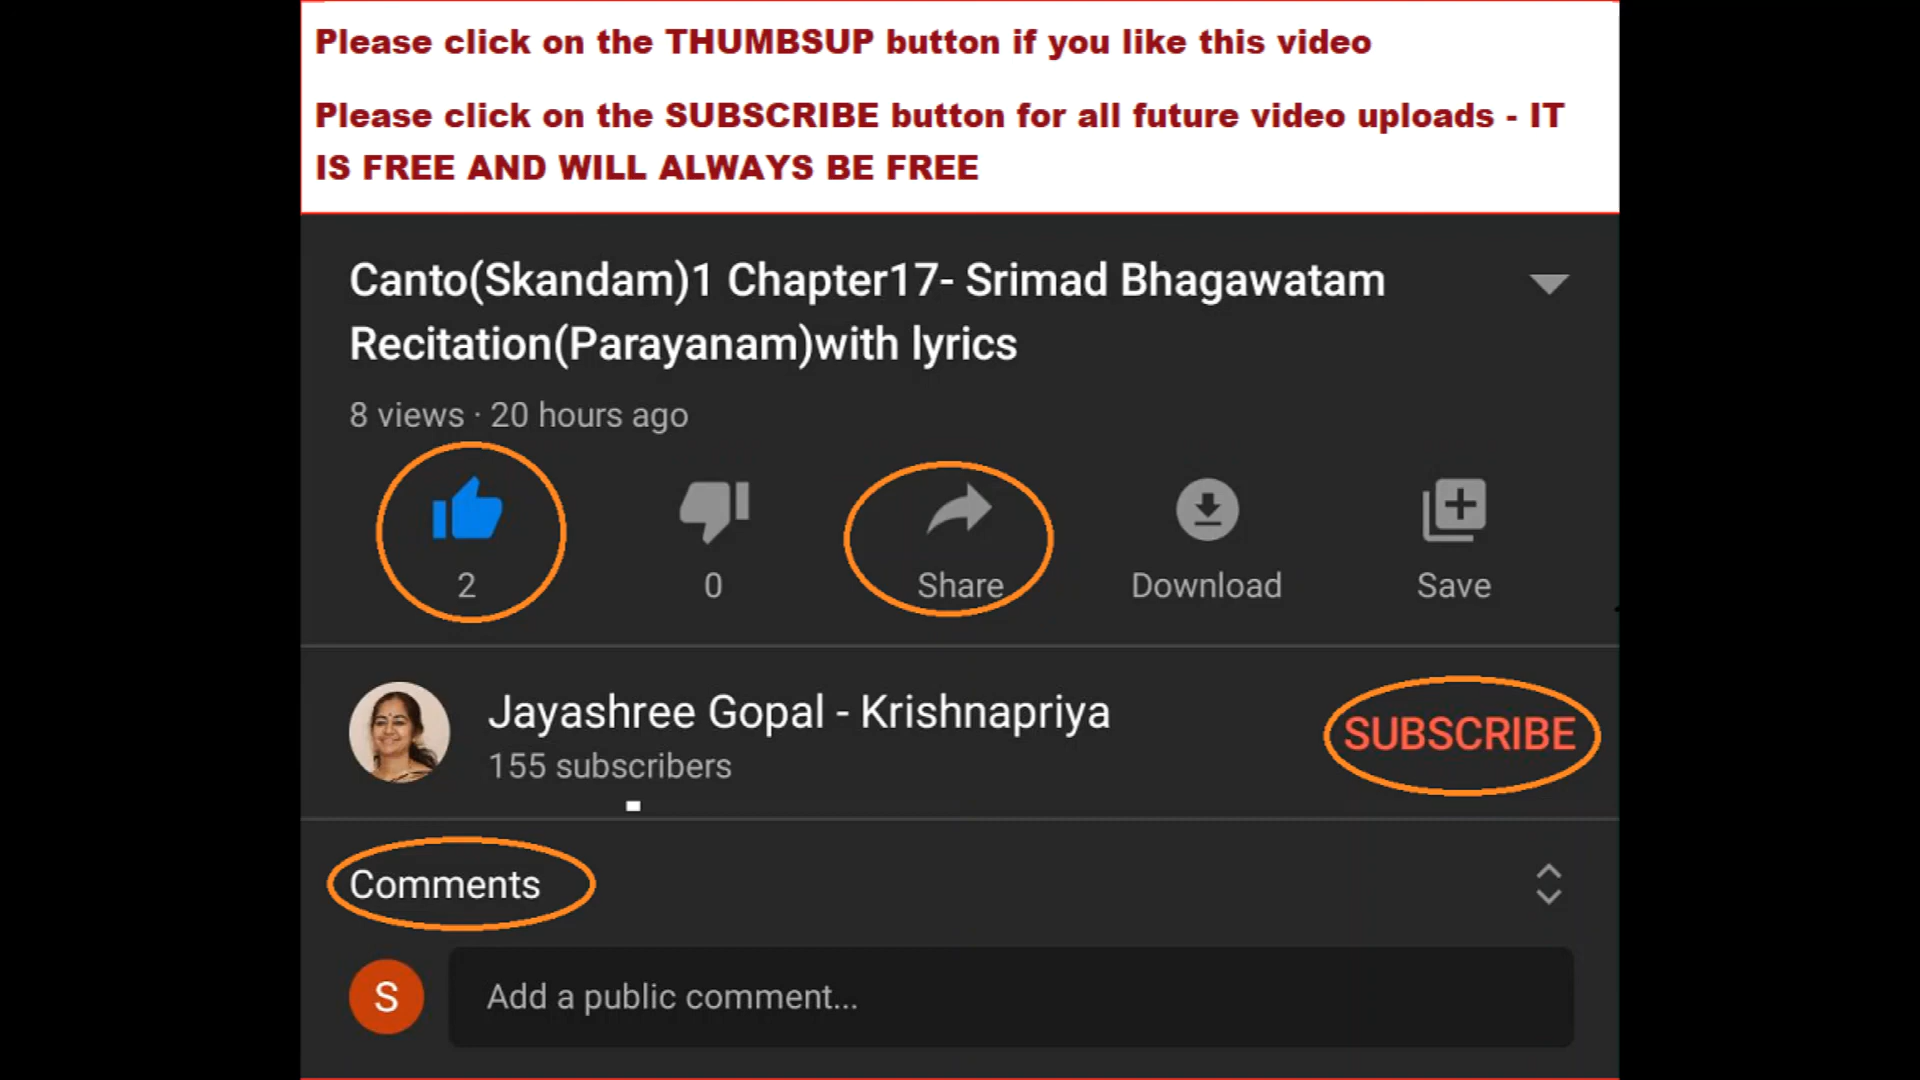 Please click on the THUMBSUP button if you like this video
Please click on the SUBSCRIBE button for all future video uploads - IT
IS FREE AND WILL ALWAYS BE FREE
Canto(Skandam)1 Chapter17- Srimad Bhagawatam
Recitation(Parayanam)with lyrics
8 views · 20 hours ago
2
0
Share
Download
Save
Jayashree Gopal - Krishnapriya
155 subscribers
SUBSCRIBE
Comments
S
Add a public comment...